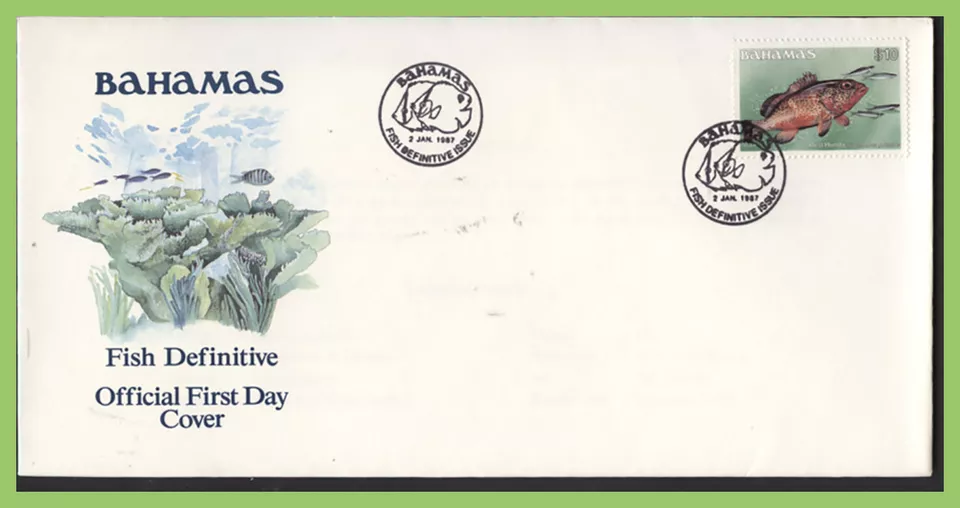 BAHAMAS
BAHAMAS
2 JAN. 1987
FISH DEFINITIVE ISSUE
BAHAMAS $10
BAHAMAS
2 JAN. 1987
FISH DEFINITIVE ISSUE
Fish Definitive
Official First Day
Cover